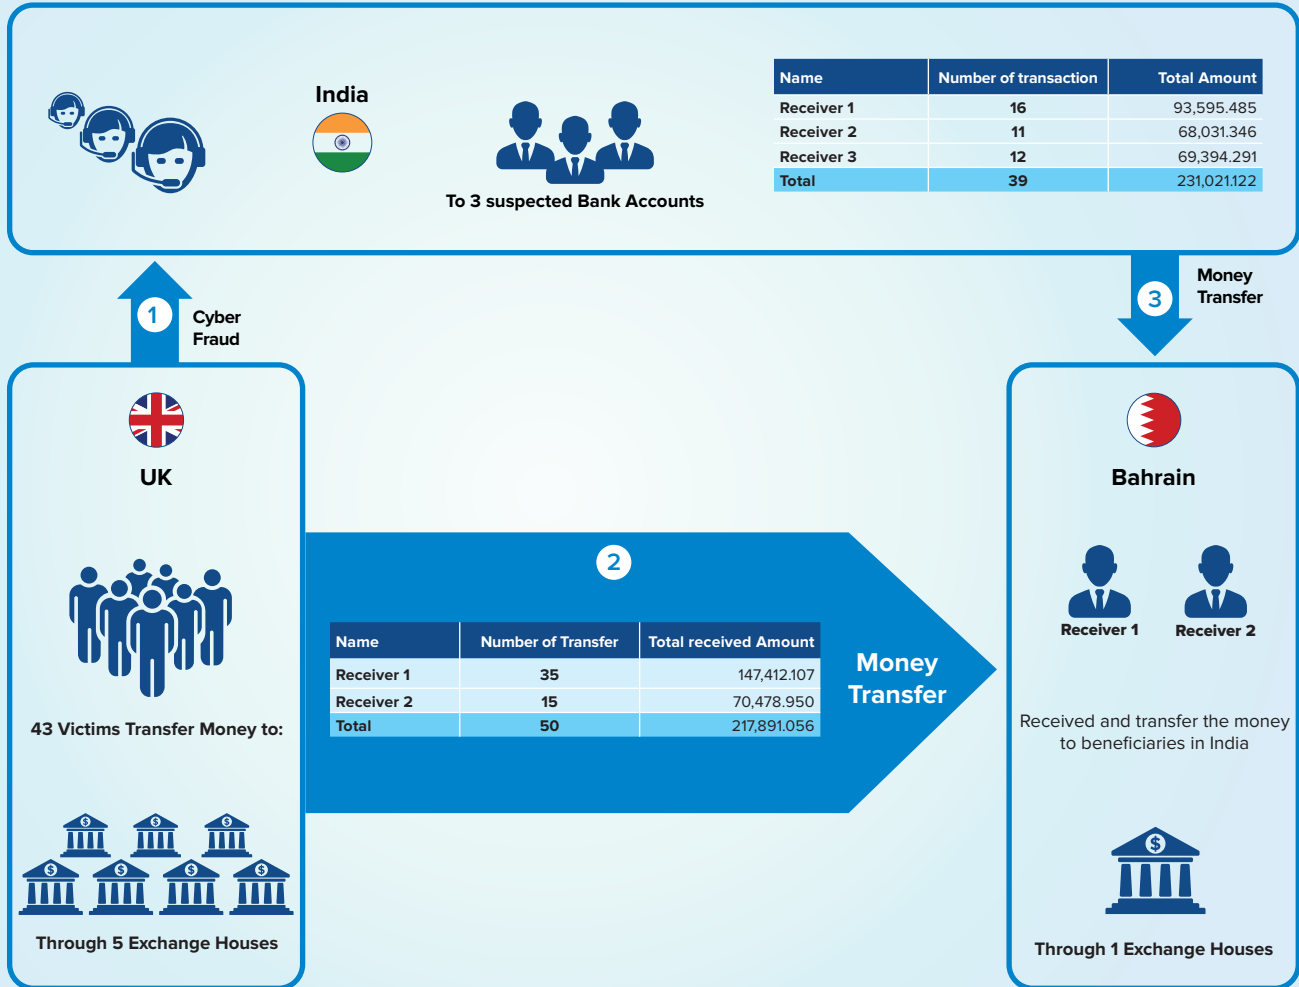 India
To 3 suspected Bank Accounts
Name Number of transaction Total Amount
Receiver 1 16 93,595.485
Receiver 2 11 68,031.346
Receiver 3 12 69,394.291
Total 39 231,021.122
1
Cyber
Fraud
3
Money
Transfer
UK
43 Victims Transfer Money to:
$ $ $
$ $ $ $
Through 5 Exchange Houses
2
Name Number of Transfer Total received Amount
Receiver 1 35 147,412.107
Receiver 2 15 70,478.950
Total 50 217,891.056
Money
Transfer
Bahrain
Receiver 1 Receiver 2
Received and transfer the money
to beneficiaries in India
$
Through 1 Exchange Houses